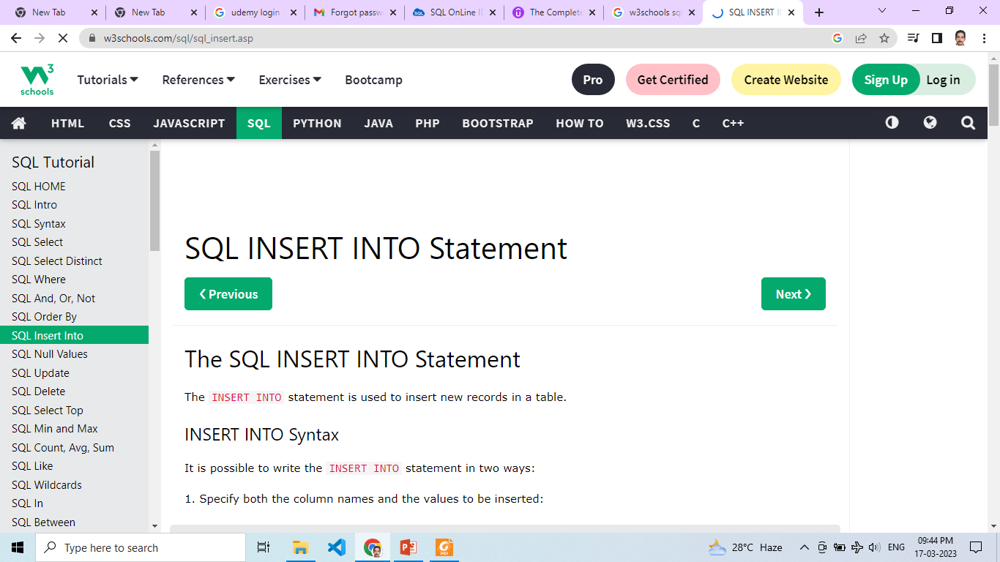 New Tab
New Tab
udemy login
Forgot passw
SQL OnLine I
The Complete
w3schools sq
SQL INSERT I
w3schools.com/sql/sql_insert.asp
W3
schools
Tutorials
References
Exercises
Bootcamp
Pro
Get Certified
Create Website
Sign Up
Log in
HTML
CSS
JAVASCRIPT
SQL
PYTHON
JAVA
PHP
BOOTSTRAP
HOW TO
W3.CSS
C
C++
SQL Tutorial
SQL HOME
SQL Intro
SQL Syntax
SQL Select
SQL Select Distinct
SQL Where
SQL And, Or, Not
SQL Order By
SQL Insert Into
SQL Null Values
SQL Update
SQL Delete
SQL Select Top
SQL Min and Max
SQL Count, Avg, Sum
SQL Like
SQL Wildcards
SQL In
SQL Between
SQL INSERT INTO Statement
❮ Previous
Next ❯
The SQL INSERT INTO Statement
The INSERT INTO statement is used to insert new records in a table.
INSERT INTO Syntax
It is possible to write the INSERT INTO statement in two ways:
1. Specify both the column names and the values to be inserted:
Type here to search
28°C Haze
ENG
09:44 PM
17-03-2023